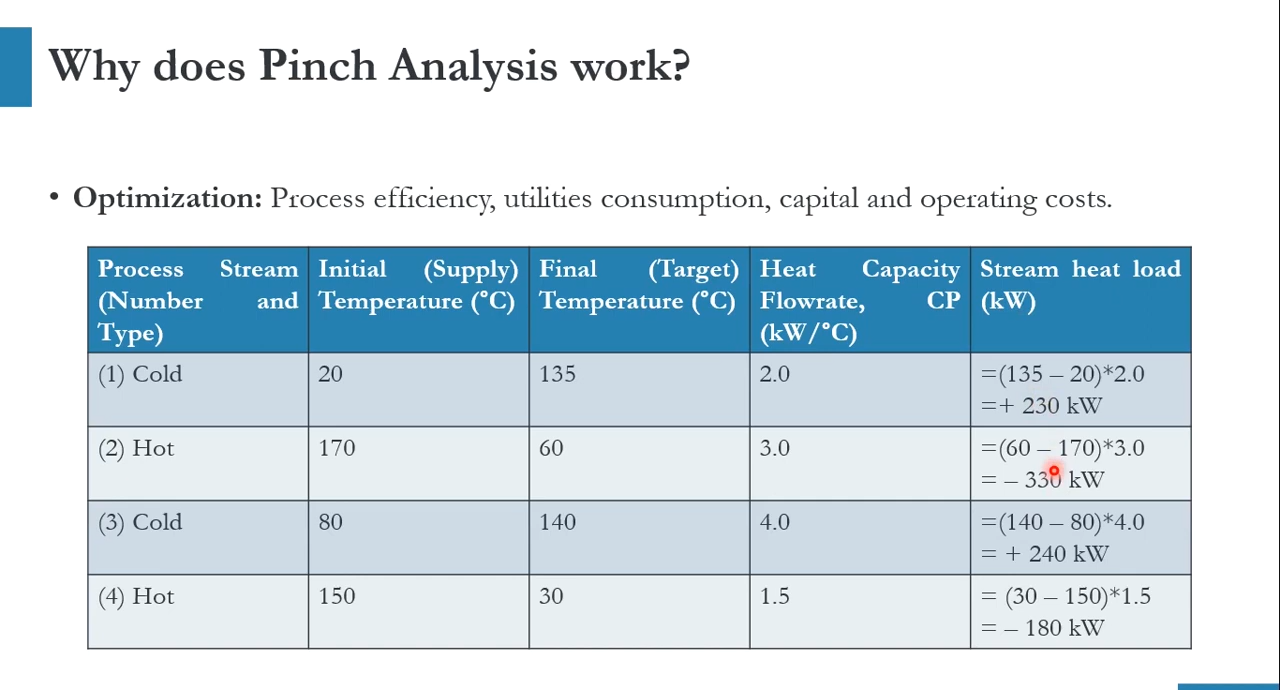 Why does Pinch Analysis work?
• Optimization: Process efficiency, utilities consumption, capital and operating costs.
Process Stream
(Number and
Type)
Initial (Supply)
Temperature (°C)
Final (Target)
Temperature (°C)
Heat Capacity
Flowrate, CP
(kW/°C)
Stream heat load
(kW)
(1) Cold
20
135
2.0
=(135 – 20)*2.0
=+ 230 kW
(2) Hot
170
60
3.0
=(60 – 170)*3.0
= – 330 kW
(3) Cold
80
140
4.0
=(140 – 80)*4.0
= + 240 kW
(4) Hot
150
30
1.5
= (30 – 150)*1.5
= – 180 kW